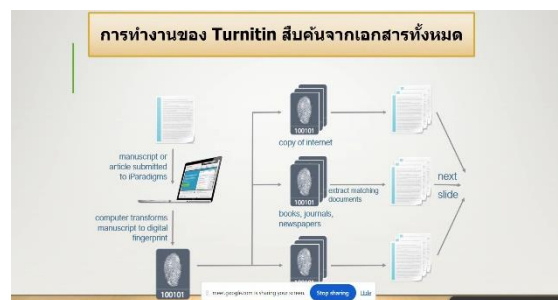 การทำงานของ Turnitin สืบค้นจากเอกสารทั้งหมด
manuscript or
article submitted
to iParadigms
computer transforms
manuscript to digital
fingerprint
100101
100101
copy of internet
100101
extract matching
documents
books, journals,
newspapers
next
slide
meet.google.com is sharing your screen.
Stop sharing
Hide